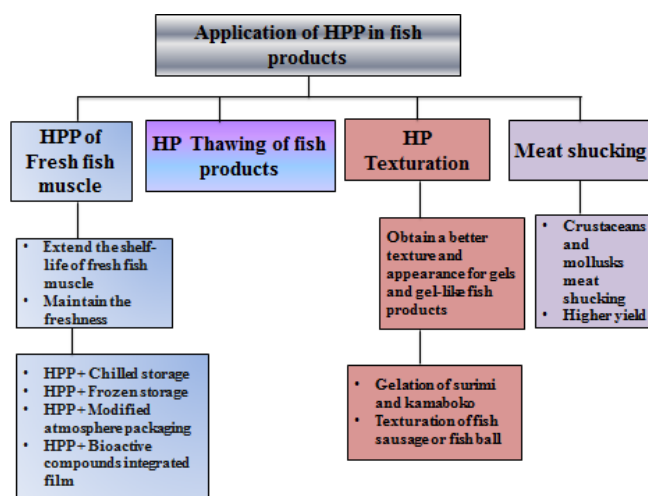 Application of HPP in fish
products
HPP of
Fresh fish
muscle
HP Thawing of fish
products
HP
Texturation
Meat shucking
• Extend the shelf-
life of fresh fish
muscle
• Maintain the
freshness
Obtain a better
texture and
appearance for gels
and gel-like fish
products
• Crustaceans
and
mollusks
meat
shucking
• Higher yield
• HPP + Chilled storage
• HPP + Frozen storage
• HPP + Modified
atmosphere packaging
• HPP + Bioactive
compounds integrated
film
• Gelation of surimi
and kamaboko
• Texturation of fish
sausage or fish ball